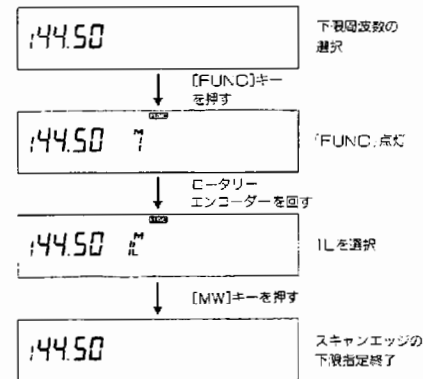 144.50
下限周波数の
選択
[FUNC]キー
を押す
FUNC
144.50 M
「FUNC」点灯
ロータリー
エンコーダーを回す
FUNC
144.50 1L M
1Lを選択
[MW]キーを押す
144.50
スキャンエッジの
下限指定終了